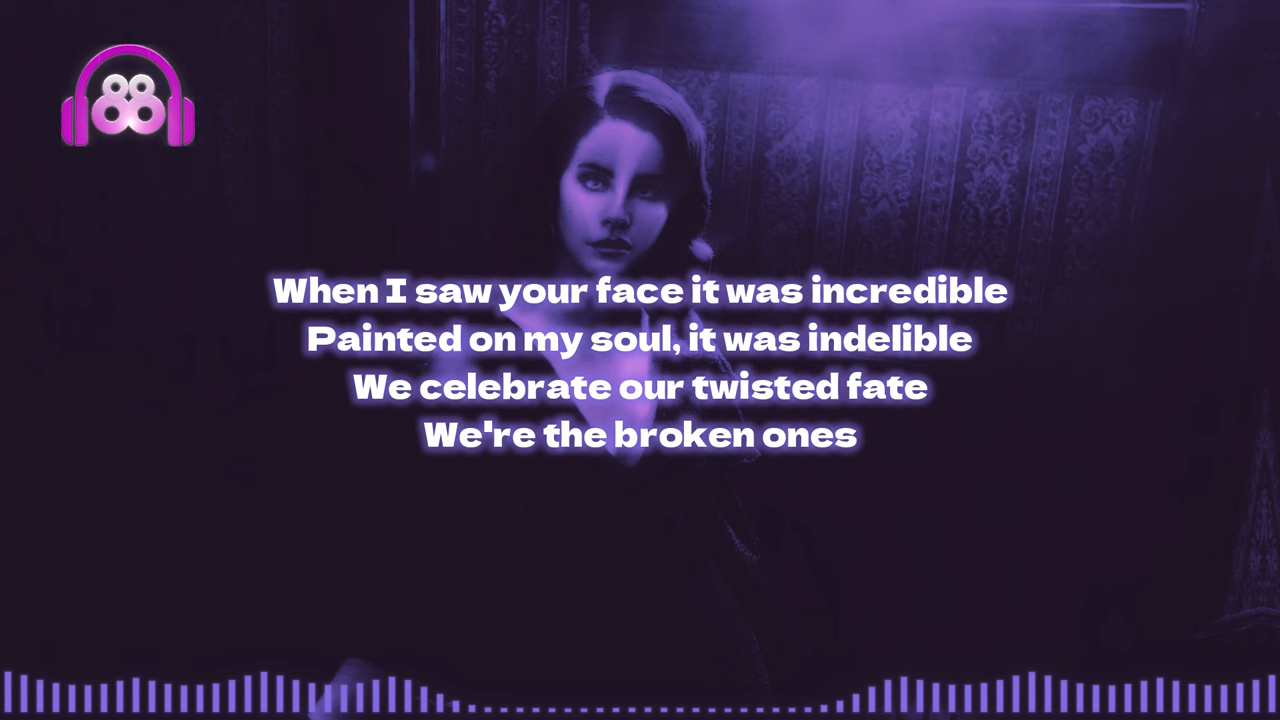 88
When I saw your face it was incredible
Painted on my soul, it was indelible
We celebrate our twisted fate
We're the broken ones